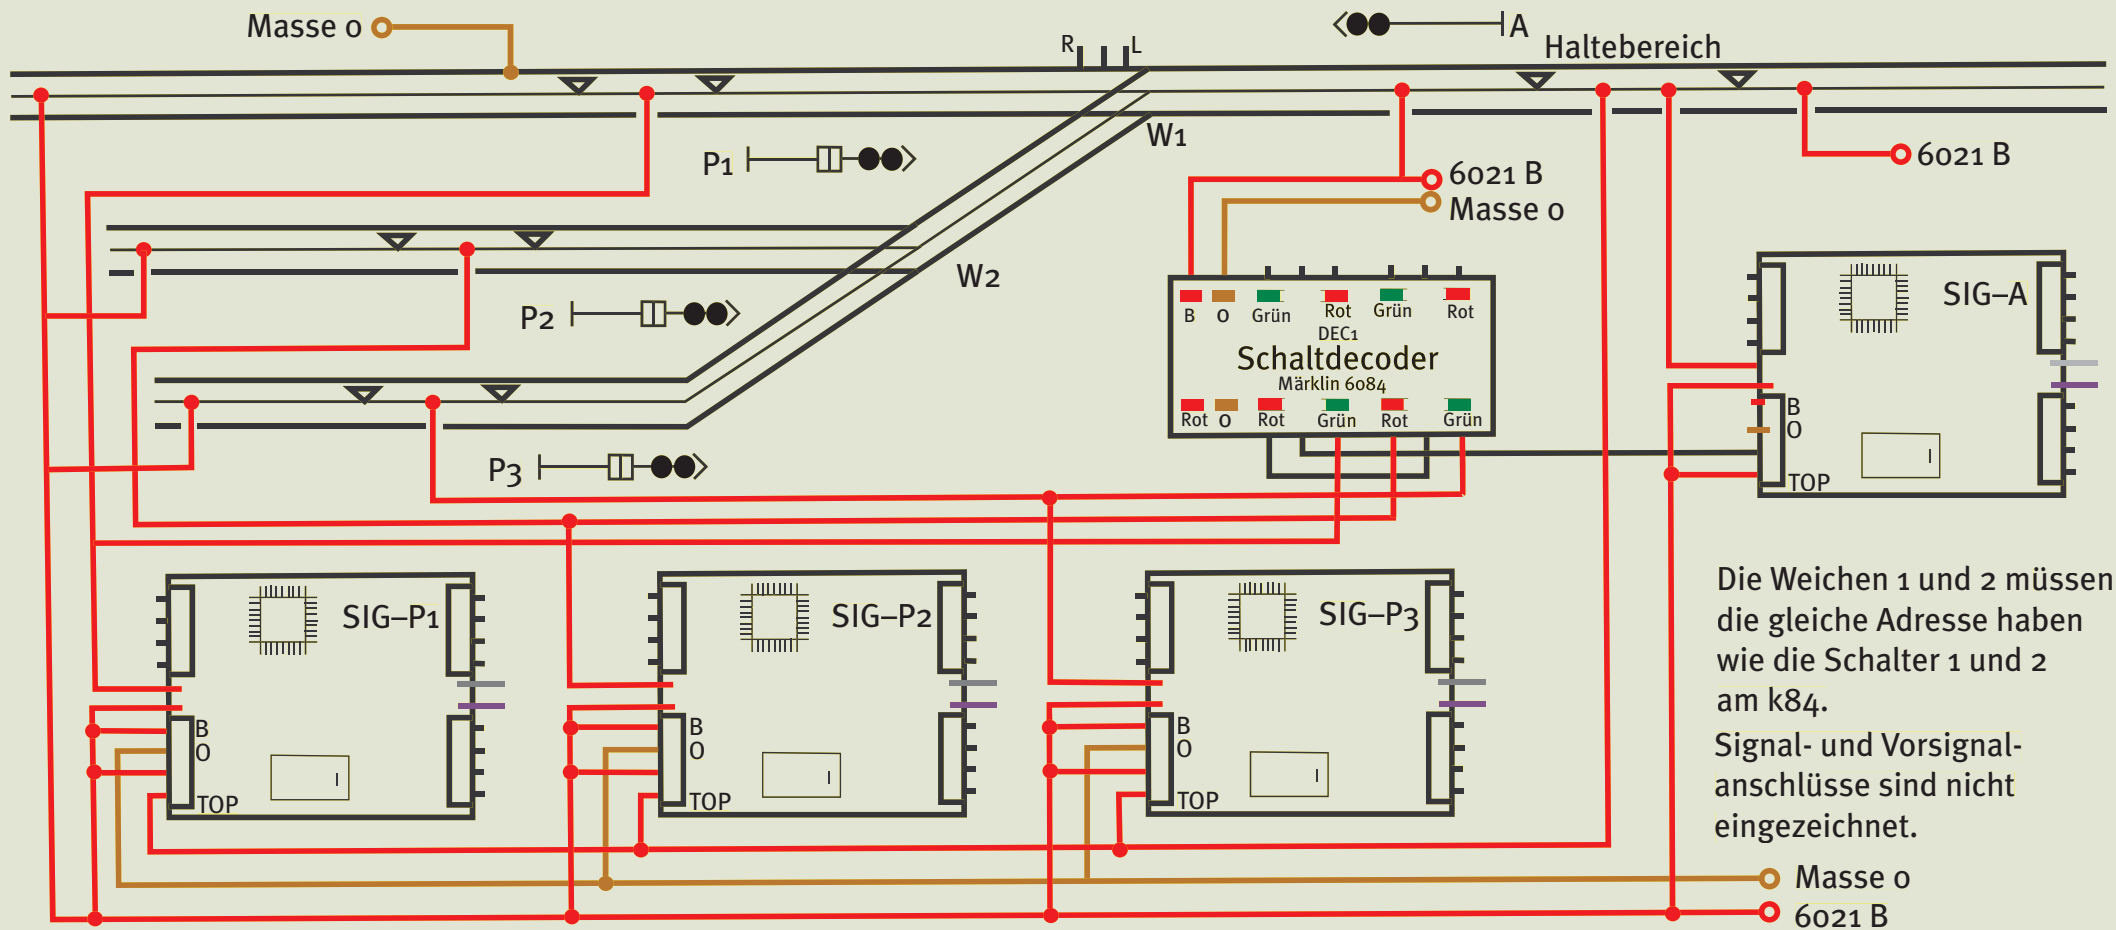 Masse 0
R L
A
Haltebereich
P1
W1
6021 B
6021 B
Masse 0
W2
P2
SIG–A
B O Grün Rot Grün Rot
DEC1
Schaltdecoder
Märklin 6084
Rot O Rot Grün Rot Grün
B
O
TOP
P3
SIG–P1
B
O
TOP
SIG–P2
B
O
TOP
SIG–P3
B
O
TOP
Die Weichen 1 und 2 müssen
die gleiche Adresse haben
wie die Schalter 1 und 2
am k84.
Signal- und Vorsignal-
anschlüsse sind nicht
eingezeichnet.
Masse 0
6021 B